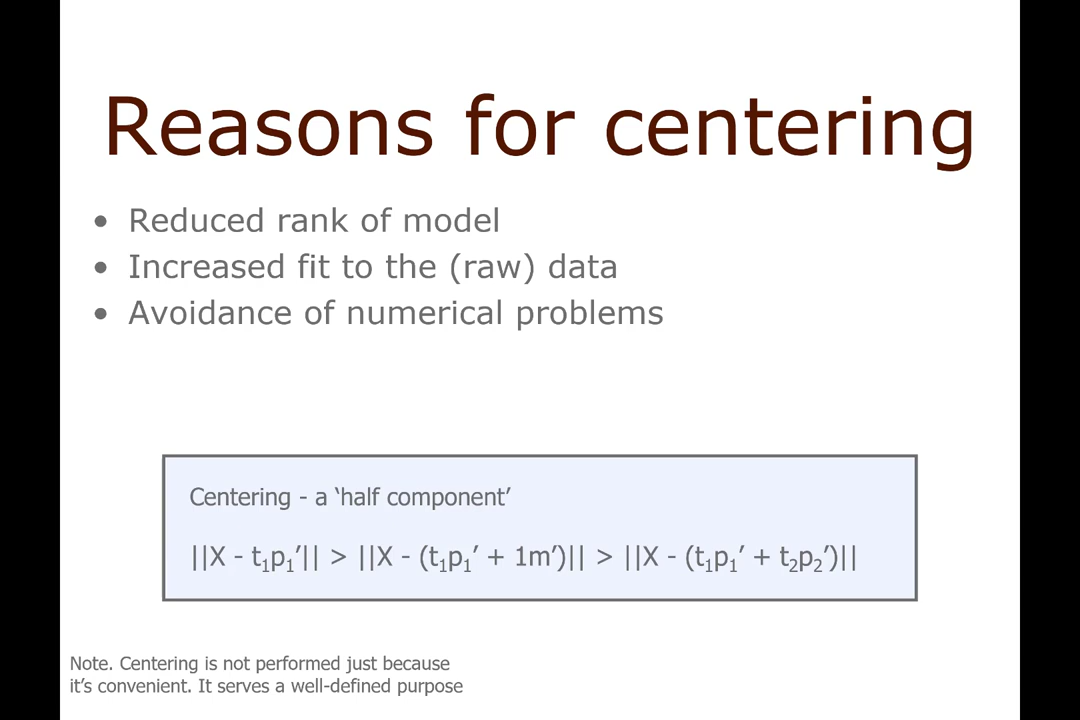 Reasons for centering
• Reduced rank of model
• Increased fit to the (raw) data
• Avoidance of numerical problems
Centering - a ‘half component’
||X - t₁p₁’|| > ||X - (t₁p₁’ + 1m’)|| > ||X - (t₁p₁’ + t₂p₂’)||
Note. Centering is not performed just because
it’s convenient. It serves a well-defined purpose